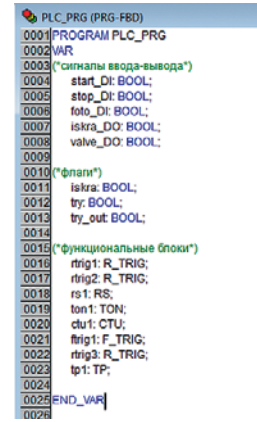 PLC_PRG (PRG-FBD)
0001 PROGRAM PLC_PRG
0002 VAR
0003 (*сигналы ввода-вывода*)
0004 start_DI: BOOL;
0005 stop_DI: BOOL;
0006 foto_DI: BOOL;
0007 iskra_DO: BOOL;
0008 valve_DO: BOOL;
0009
0010 (*флаги*)
0011 iskra: BOOL;
0012 try: BOOL;
0013 try_out: BOOL;
0014
0015 (*функциональные блоки*)
0016 rtrig1: R_TRIG;
0017 rtrig2: R_TRIG;
0018 rs1: RS;
0019 ton1: TON;
0020 ctu1: CTU;
0021 ftrig1: F_TRIG;
0022 rtrig3: R_TRIG;
0023 tp1: TP;
0024
0025 END_VAR
0026